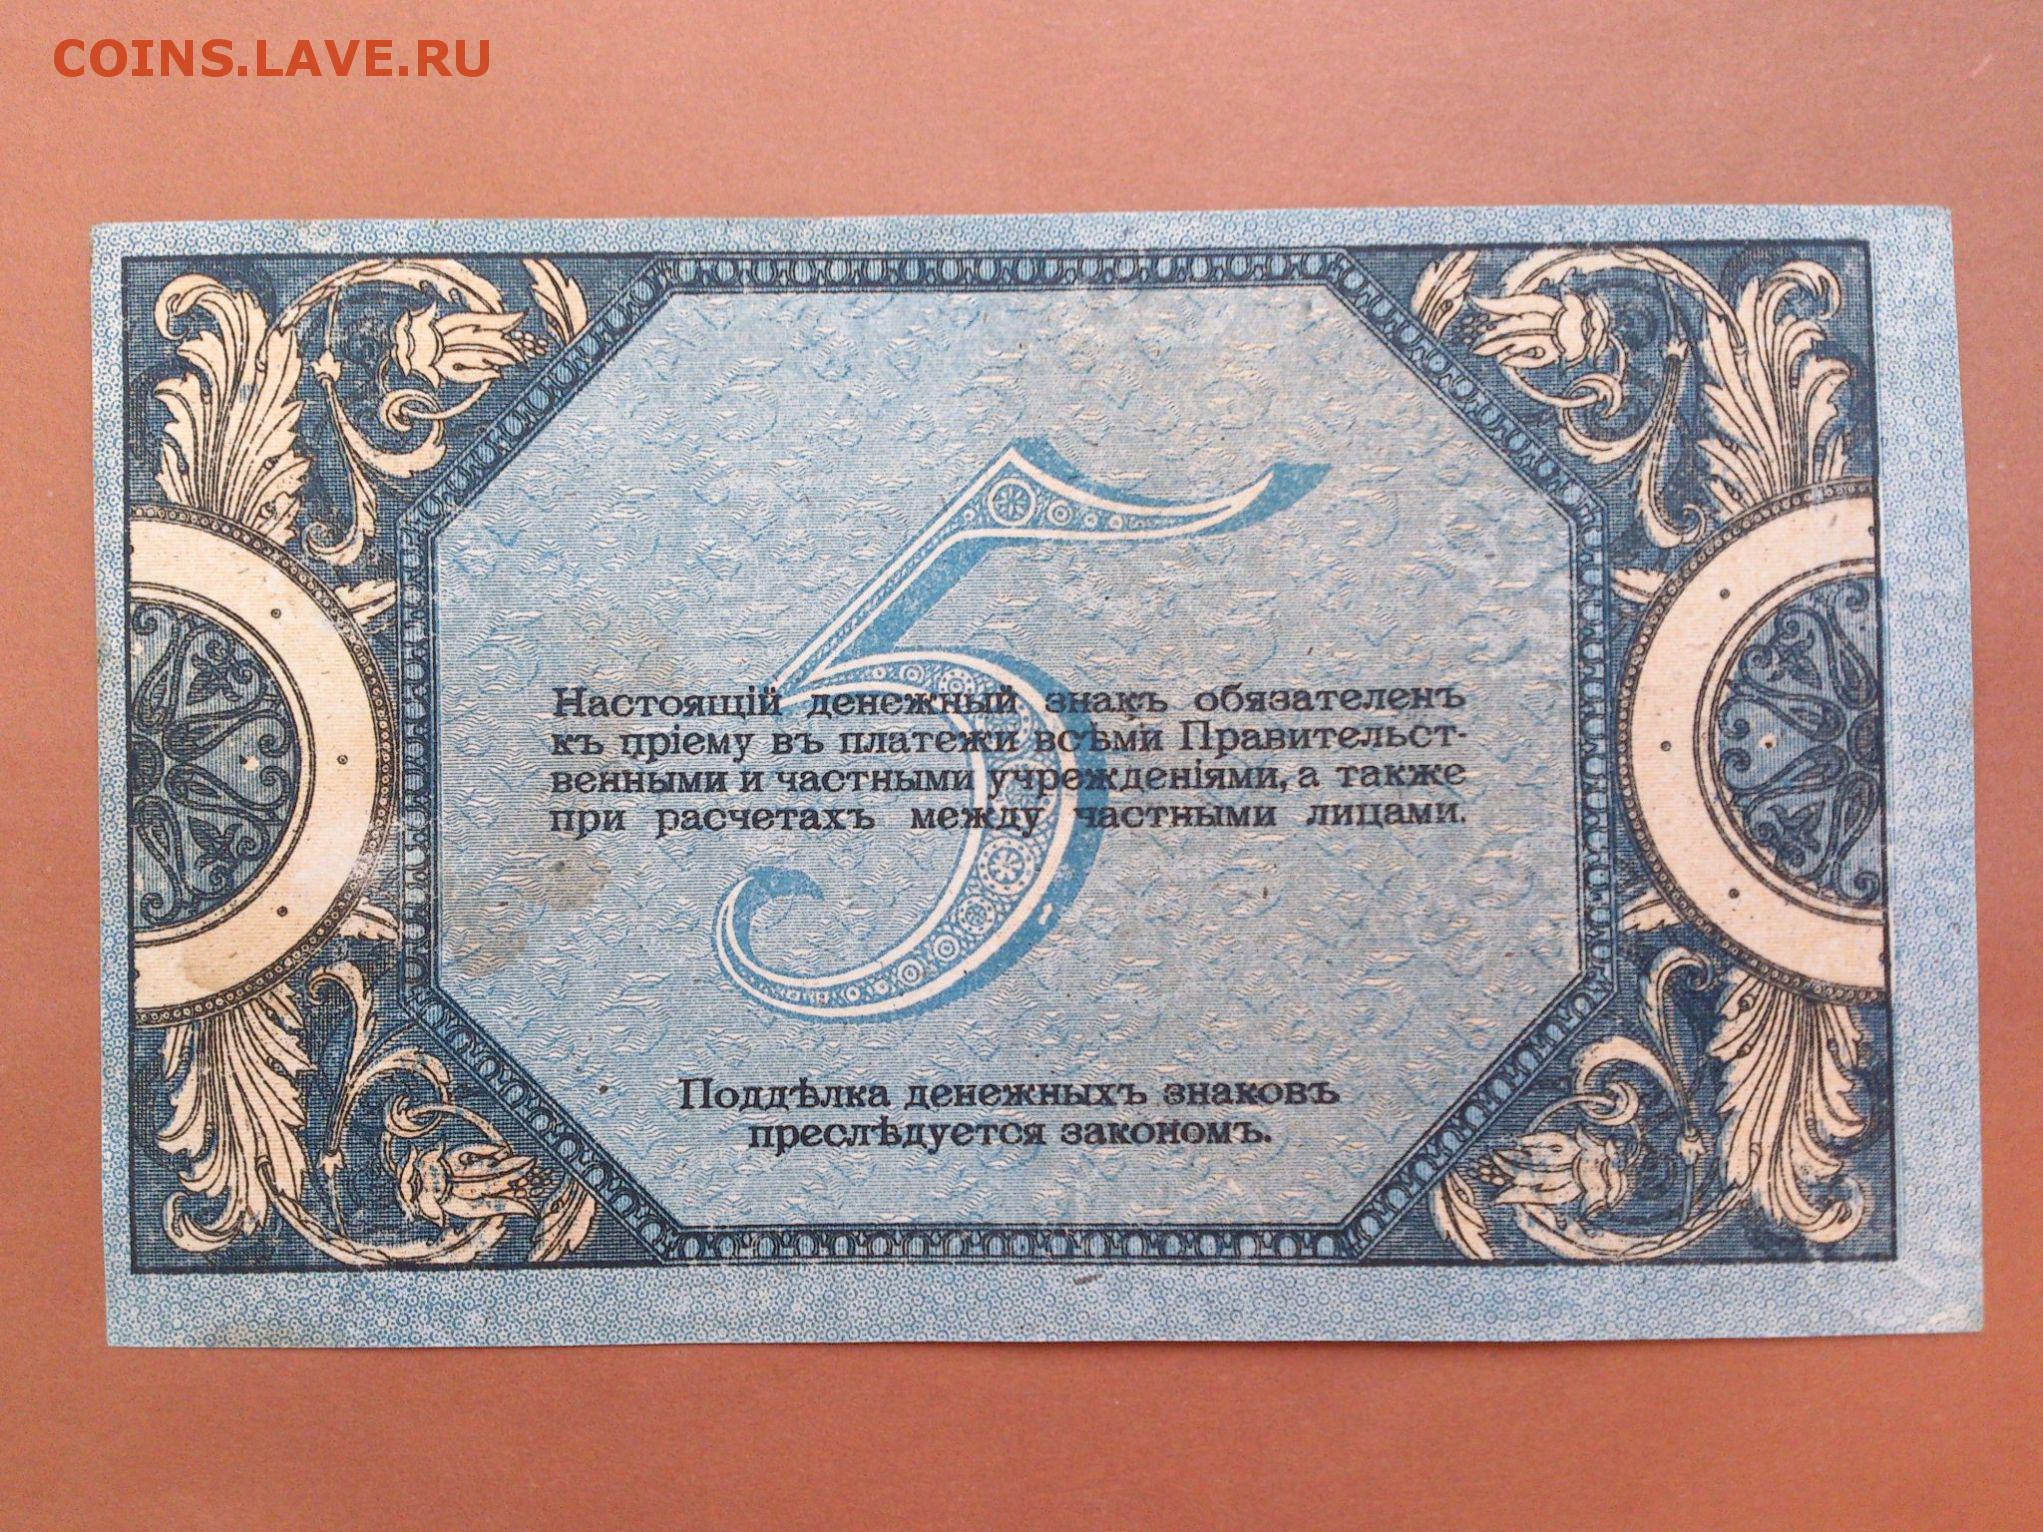 COINS.LAVE.RU
5
Настоящій денежный знакъ обязателенъ
къ пріему въ платежи всѣми Правительст-
венными и частными учрежденіями, а также
при расчетахъ между частными лицами.
Поддѣлка денежныхъ знаковъ
преслѣдуется закономъ.